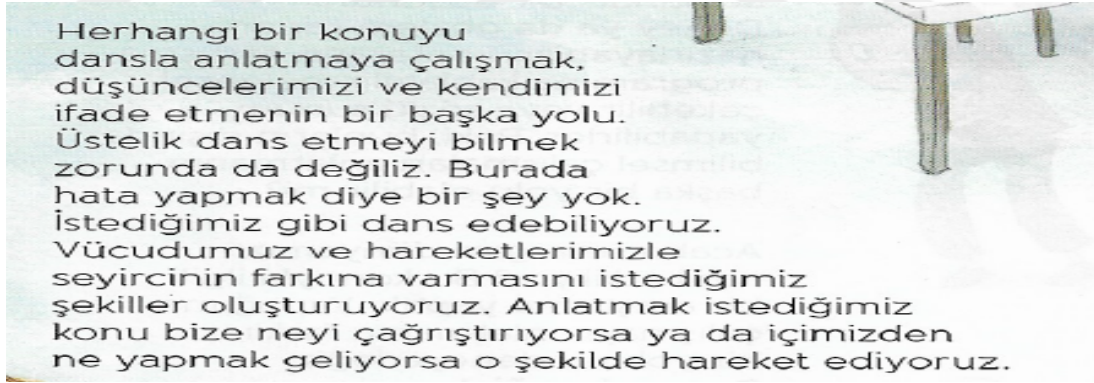 Herhangi bir konuyu
dansla anlatmaya çalışmak,
düşüncelerimizi ve kendimizi
ifade etmenin bir başka yolu.
Üstelik dans etmeyi bilmek
zorunda da değiliz. Burada
hata yapmak diye bir şey yok.
İstediğimiz gibi dans edebiliyoruz.
Vücudumuz ve hareketlerimizle
seyircinin farkına varmasını istediğimiz
şekiller oluşturuyoruz. Anlatmak istediğimiz
konu bize neyi çağrıştırıyorsa ya da içimizden
ne yapmak geliyorsa o şekilde hareket ediyoruz.